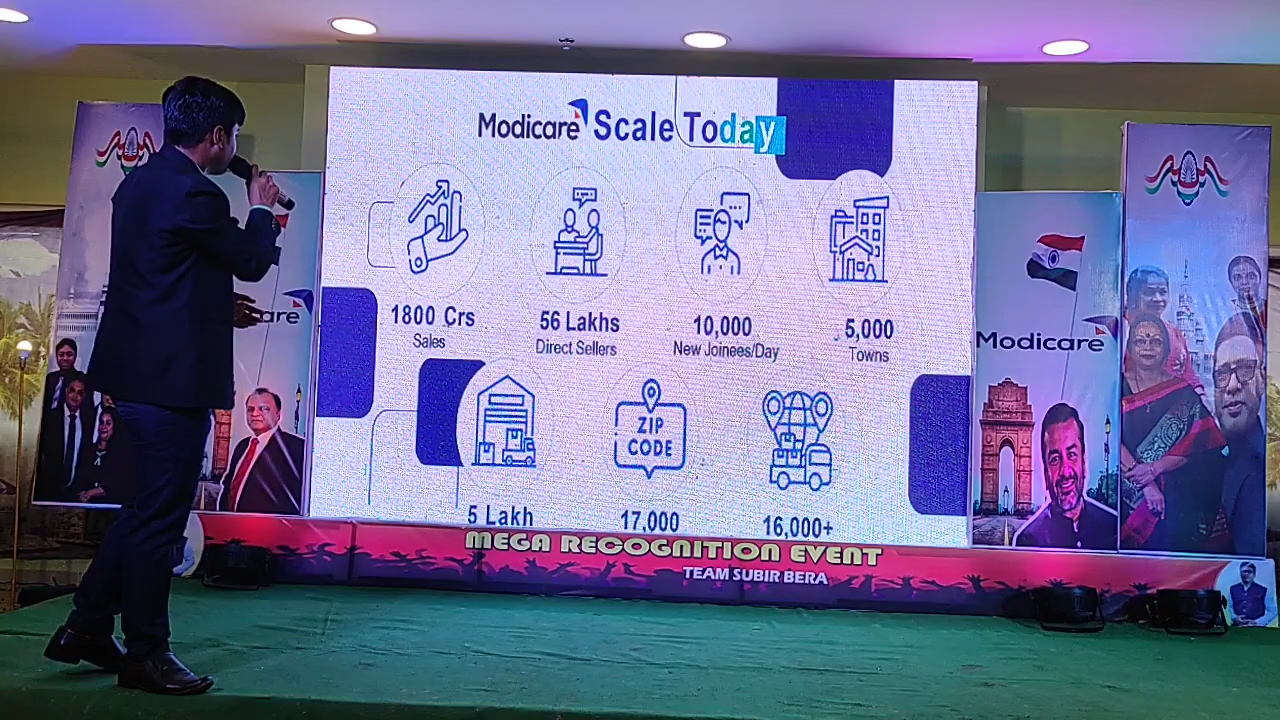 Modicare Scale Today
1800 Crs
Sales
56 Lakhs
Direct Sellers
10,000
New Joinees/Day
5,000
Towns
ZIP
CODE
5 Lakh
17,000
16,000+
MEGA RECOGNITION EVENT
TEAM SUBIR BERA
are
Modicare